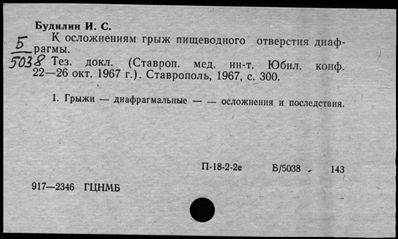 Будилин И. С.
К осложнениям грыж пищеводного отверстия диаф-
рагмы.
Б
5038
Тез. докл. (Ставроп. мед. ин-т. Юбил. конф.
22—26 окт. 1967 г.). Ставрополь, 1967, с. 300.
1. Грыжи — диафрагмальные — — осложнения и последствия.
П-18-2-2е Б/5038 143
917—2346 ГЦНМБ